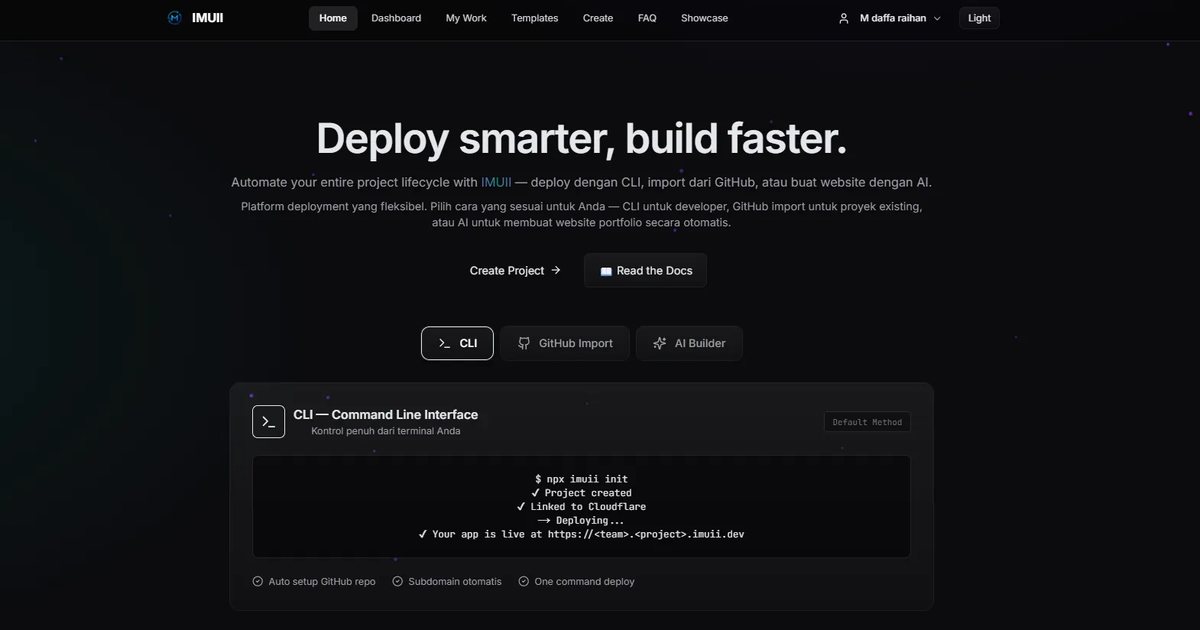 IMUII
Home
Dashboard
My Work
Templates
Create
FAQ
Showcase
M daffa raihan
Light
Deploy smarter, build faster.
Automate your entire project lifecycle with IMUII — deploy dengan CLI, import dari GitHub, atau buat website dengan AI.
Platform deployment yang fleksibel. Pilih cara yang sesuai untuk Anda — CLI untuk developer, GitHub import untuk proyek existing,
atau AI untuk membuat website portfolio secara otomatis.
Create Project →
Read the Docs
CLI
GitHub Import
AI Builder
CLI — Command Line Interface
Kontrol penuh dari terminal Anda
Default Method
$ npx imuii init
✓ Project created
✓ Linked to Cloudflare
→ Deploying...
✓ Your app is live at https://<team>.<project>.imuii.dev
Auto setup GitHub repo
Subdomain otomatis
One command deploy